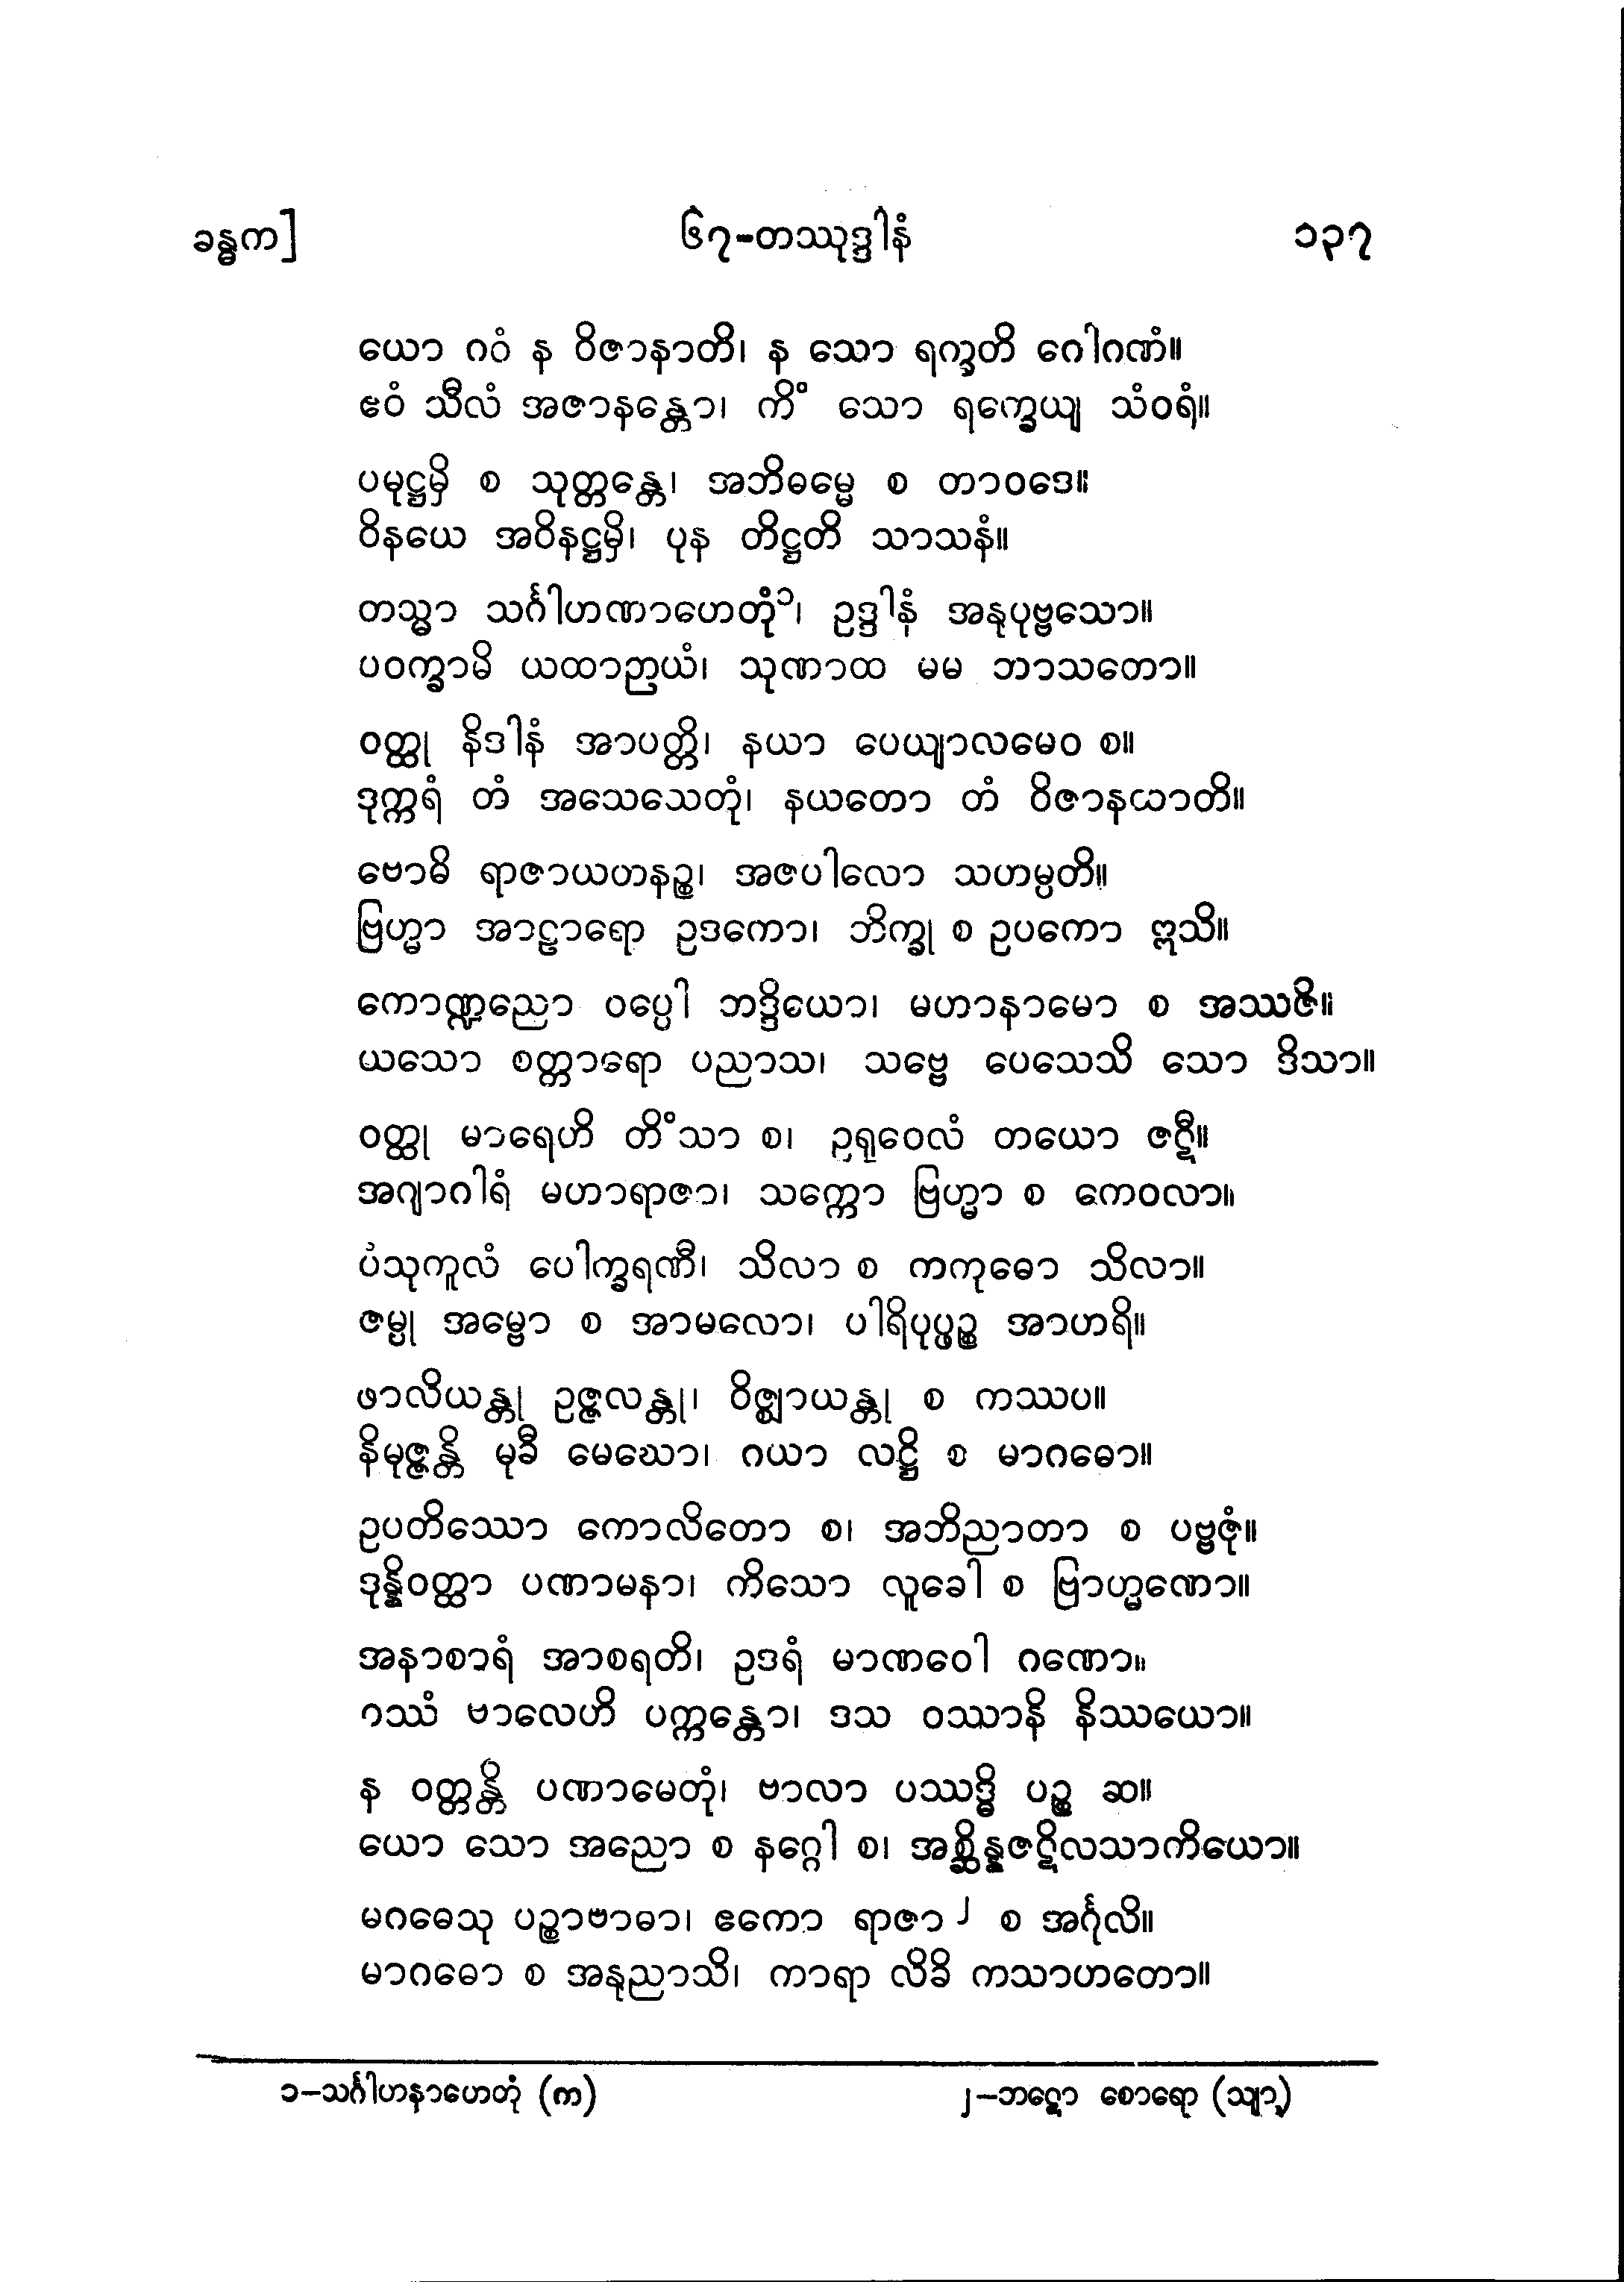 ခန္ဓက]
၆၇-တဿုဒ္ဒါနံ
၁၃၇
ယော ဂဝံ န ဝိဇာနာတိ၊ န သော ရက္ခတိ ဂေါဂဏံ။
ဧဝံ သီလံ အဇာနန္တော၊ ကိံ သော ရက္ခေယျ သံဝရံ။
ပမုဋ္ဌမှိ စ သုတ္တန္တေ၊ အဘိဓမ္မေ စ တာဝဒေ။
ဝိနယေ အဝိနဋ္ဌမှိ၊ ပုန တိဋ္ဌတိ သာသနံ။
တသ္မာ သင်္ဂါဟဏာဟေတုံ၁၊ ဥဒ္ဒါနံ အနုပုဗ္ဗသော။
ပဝက္ခာမိ ယထာဉာယံ၊ သုဏာထ မမ ဘာသတော။
ဝတ္ထု နိဒါနံ အာပတ္တိ၊ နယာ ပေယျာလမေဝ စ။
ဒုက္ကရံ တံ အသေသေတုံ၊ နယတော တံ ဝိဇာနယာတိ။
ဗောဓိ ရာဇာယဟနဉ္စ၊ အဇပါလော သဟမ္ပတိ။
ဗြဟ္မာ အာဠာရော ဥဒကော၊ ဘိက္ခု စ ဥပကော ဣသိ။
ကောဏ္ဍညော ဝပ္ပေါ ဘဒ္ဒိယော၊ မဟာနာမော စ အဿဇိ။
ယသော စတ္တာရော ပညာသ၊ သဗ္ဗေ ပေသေသိ သော ဒိသာ။
ဝတ္ထု မာရေဟိ တိံသာ စ၊ ဥရုဝေလံ တယော ဇဋီ။
အဂျာဂါရံ မဟာရာဇာ၊ သက္ကော ဗြဟ္မာ စ ကေဝလာ။
ပံသုကူလံ ပေါက္ခရဏီ၊ သိလာ စ ကကုဓော သိလာ။
ဇမ္ဗု အမ္ဗော စ အာမလော၊ ပါရိပုပ္ဖဉ္စ အာဟရိ။
ဖာလိယန္တု ဥဇ္ဇလန္တု၊ ဝိဇ္ဈာယန္တု စ ကဿပ။
နိမုဇ္ဇန္တိ မုခီ မေဃော၊ ဂယာ လဋ္ဌိ စ မာဂဓော။
ဥပတိဿော ကောလိတော စ၊ အဘိညာတာ စ ပဗ္ဗဇုံ။
ဒုန္နိဝတ္ထာ ပဏာမနာ၊ ကိသော လူခေါ စ ဗြာဟ္မဏော။
အနာစာရံ အာစရတိ၊ ဥဒရံ မာဏဝေါ ဂဏော။
ဝဿံ ဗာလေဟိ ပက္ကန္တော၊ ဒသ ဝဿာနိ နိဿယော။
န ဝတ္တန္တိ ပဏာမေတုံ၊ ဗာလာ ပဿဒ္ဓိ ပဉ္စ ဆ။
ယော သော အညော စ နဂ္ဂေါ စ၊ အစ္ဆိန္နဇဋိလသာကိယော။
မဂဓေသု ပဉ္စာဗာဓာ၊ ဧကော ရာဇာ၂ စ အင်္ဂုလိ။
မာဂဓော စ အနုညာသိ၊ ကာရာ လိခိ ကသာဟတော။
၁-သင်္ဂါဟနာဟေတုံ (က)
၂-ဘဋော စောရော (သျာ)